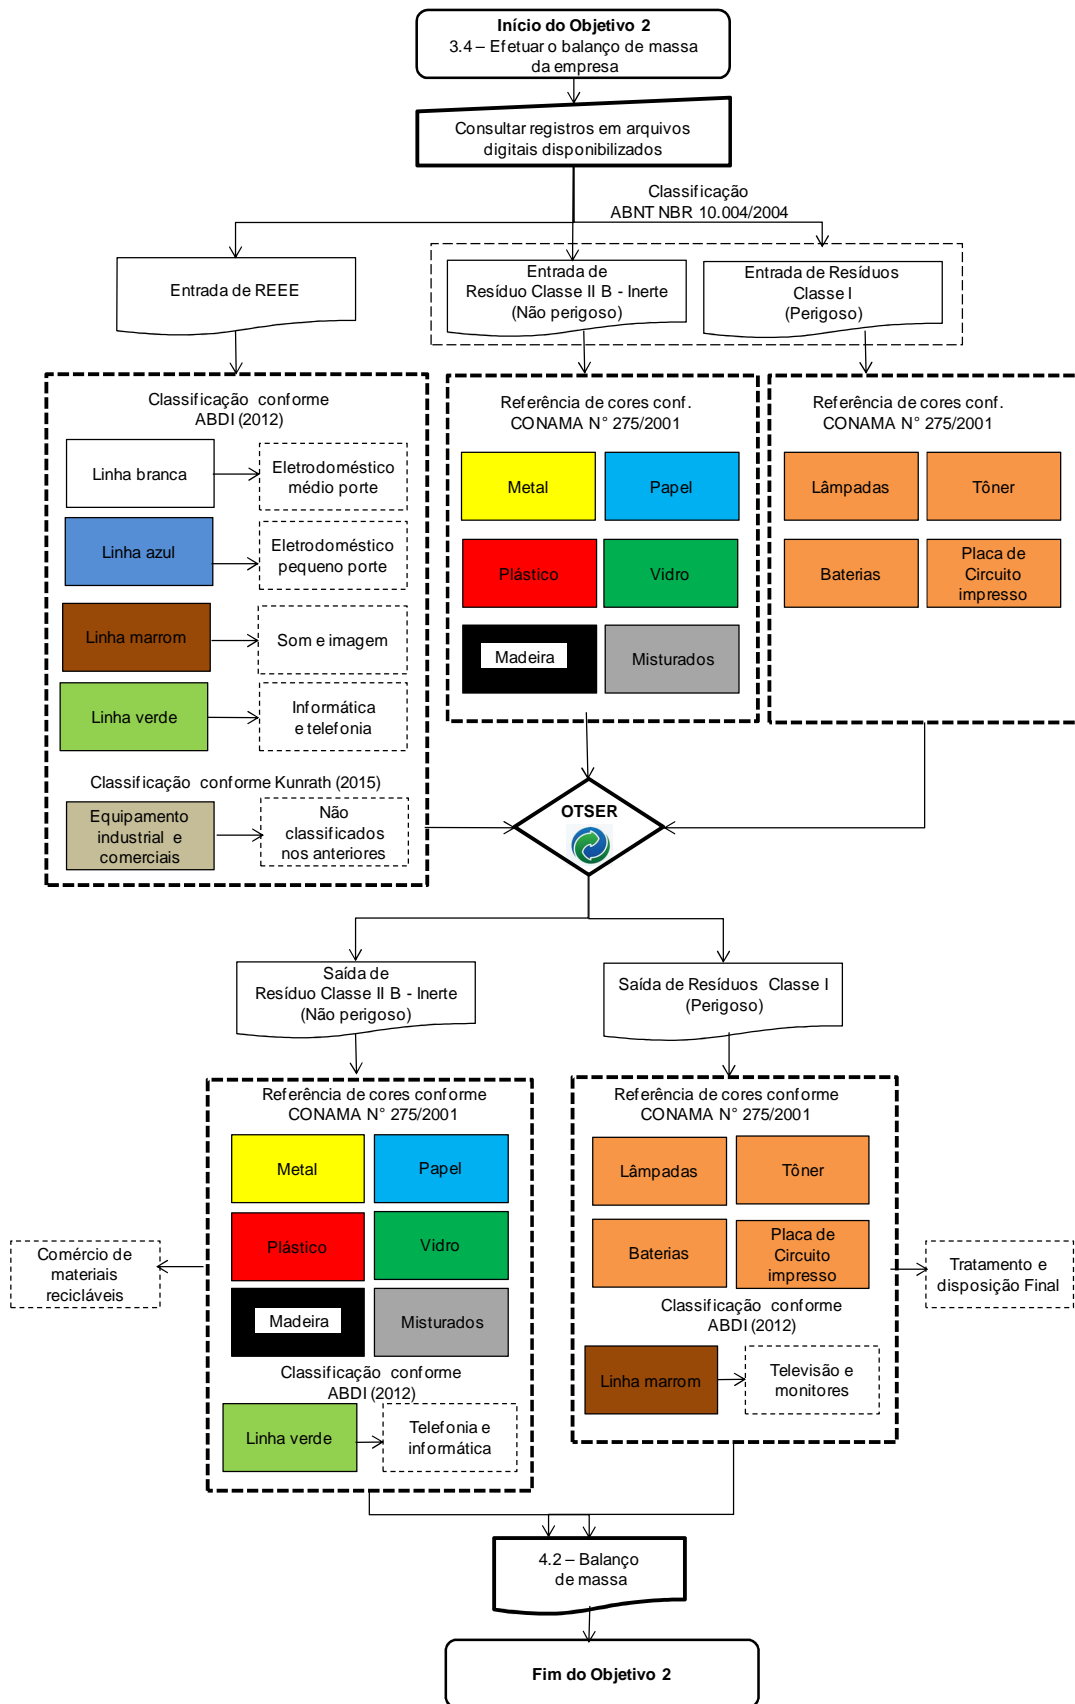 Início do Objetivo 2
3.4 – Efetuar o balanço de massa
da empresa
Consultar registros em arquivos
digitais disponibilizados
Classificação
ABNT NBR 10.004/2004
Entrada de REEE
Entrada de
Resíduo Classe II B - Inerte
(Não perigoso)
Entrada de Resíduos
Classe I
(Perigoso)
Classificação conforme
ABDI (2012)
Linha branca
Eletrodoméstico
médio porte
Linha azul
Eletrodoméstico
pequeno porte
Linha marrom
Som e imagem
Linha verde
Informática
e telefonia
Classificação conforme Kunrath (2015)
Equipamento
industrial e
comerciais
Não
classificados
nos anteriores
Referência de cores conf.
CONAMA N° 275/2001
Metal
Papel
Plástico
Vidro
Madeira
Misturados
Referência de cores conf.
CONAMA N° 275/2001
Lâmpadas
Tôner
Baterias
Placa de
Circuito
impresso
OTSER
Saída de
Resíduo Classe II B - Inerte
(Não perigoso)
Saída de Resíduos Classe I
(Perigoso)
Referência de cores conforme
CONAMA N° 275/2001
Metal
Papel
Plástico
Vidro
Madeira
Misturados
Classificação conforme
ABDI (2012)
Linha verde
Telefonia e
informática
Comércio de
materiais
recicláveis
Referência de cores conforme
CONAMA N° 275/2001
Lâmpadas
Tôner
Baterias
Placa de
Circuito
impresso
Classificação conforme
ABDI (2012)
Linha marrom
Televisão e
monitores
Tratamento e
disposição Final
4.2 – Balanço
de massa
Fim do Objetivo 2